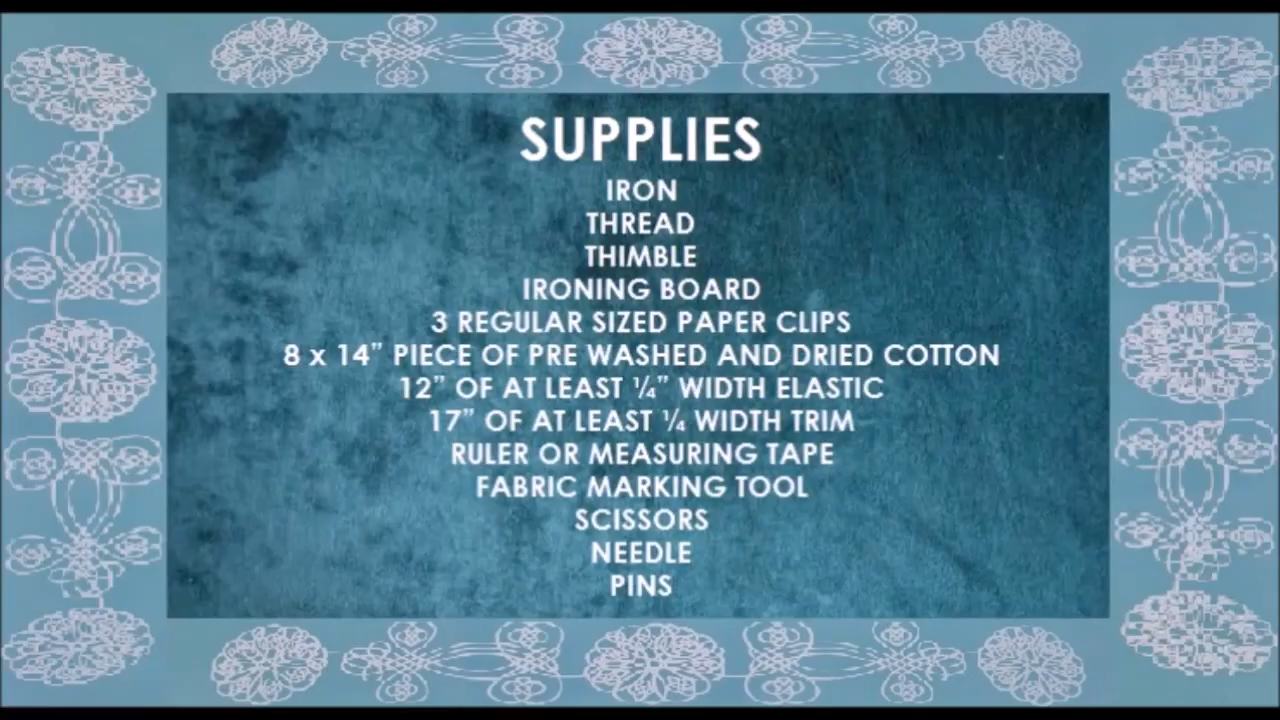 SUPPLIES
IRON
THREAD
THIMBLE
IRONING BOARD
3 REGULAR SIZED PAPER CLIPS
8 x 14” PIECE OF PRE WASHED AND DRIED COTTON
12” OF AT LEAST ¼” WIDTH ELASTIC
17” OF AT LEAST ¼ WIDTH TRIM
RULER OR MEASURING TAPE
FABRIC MARKING TOOL
SCISSORS
NEEDLE
PINS